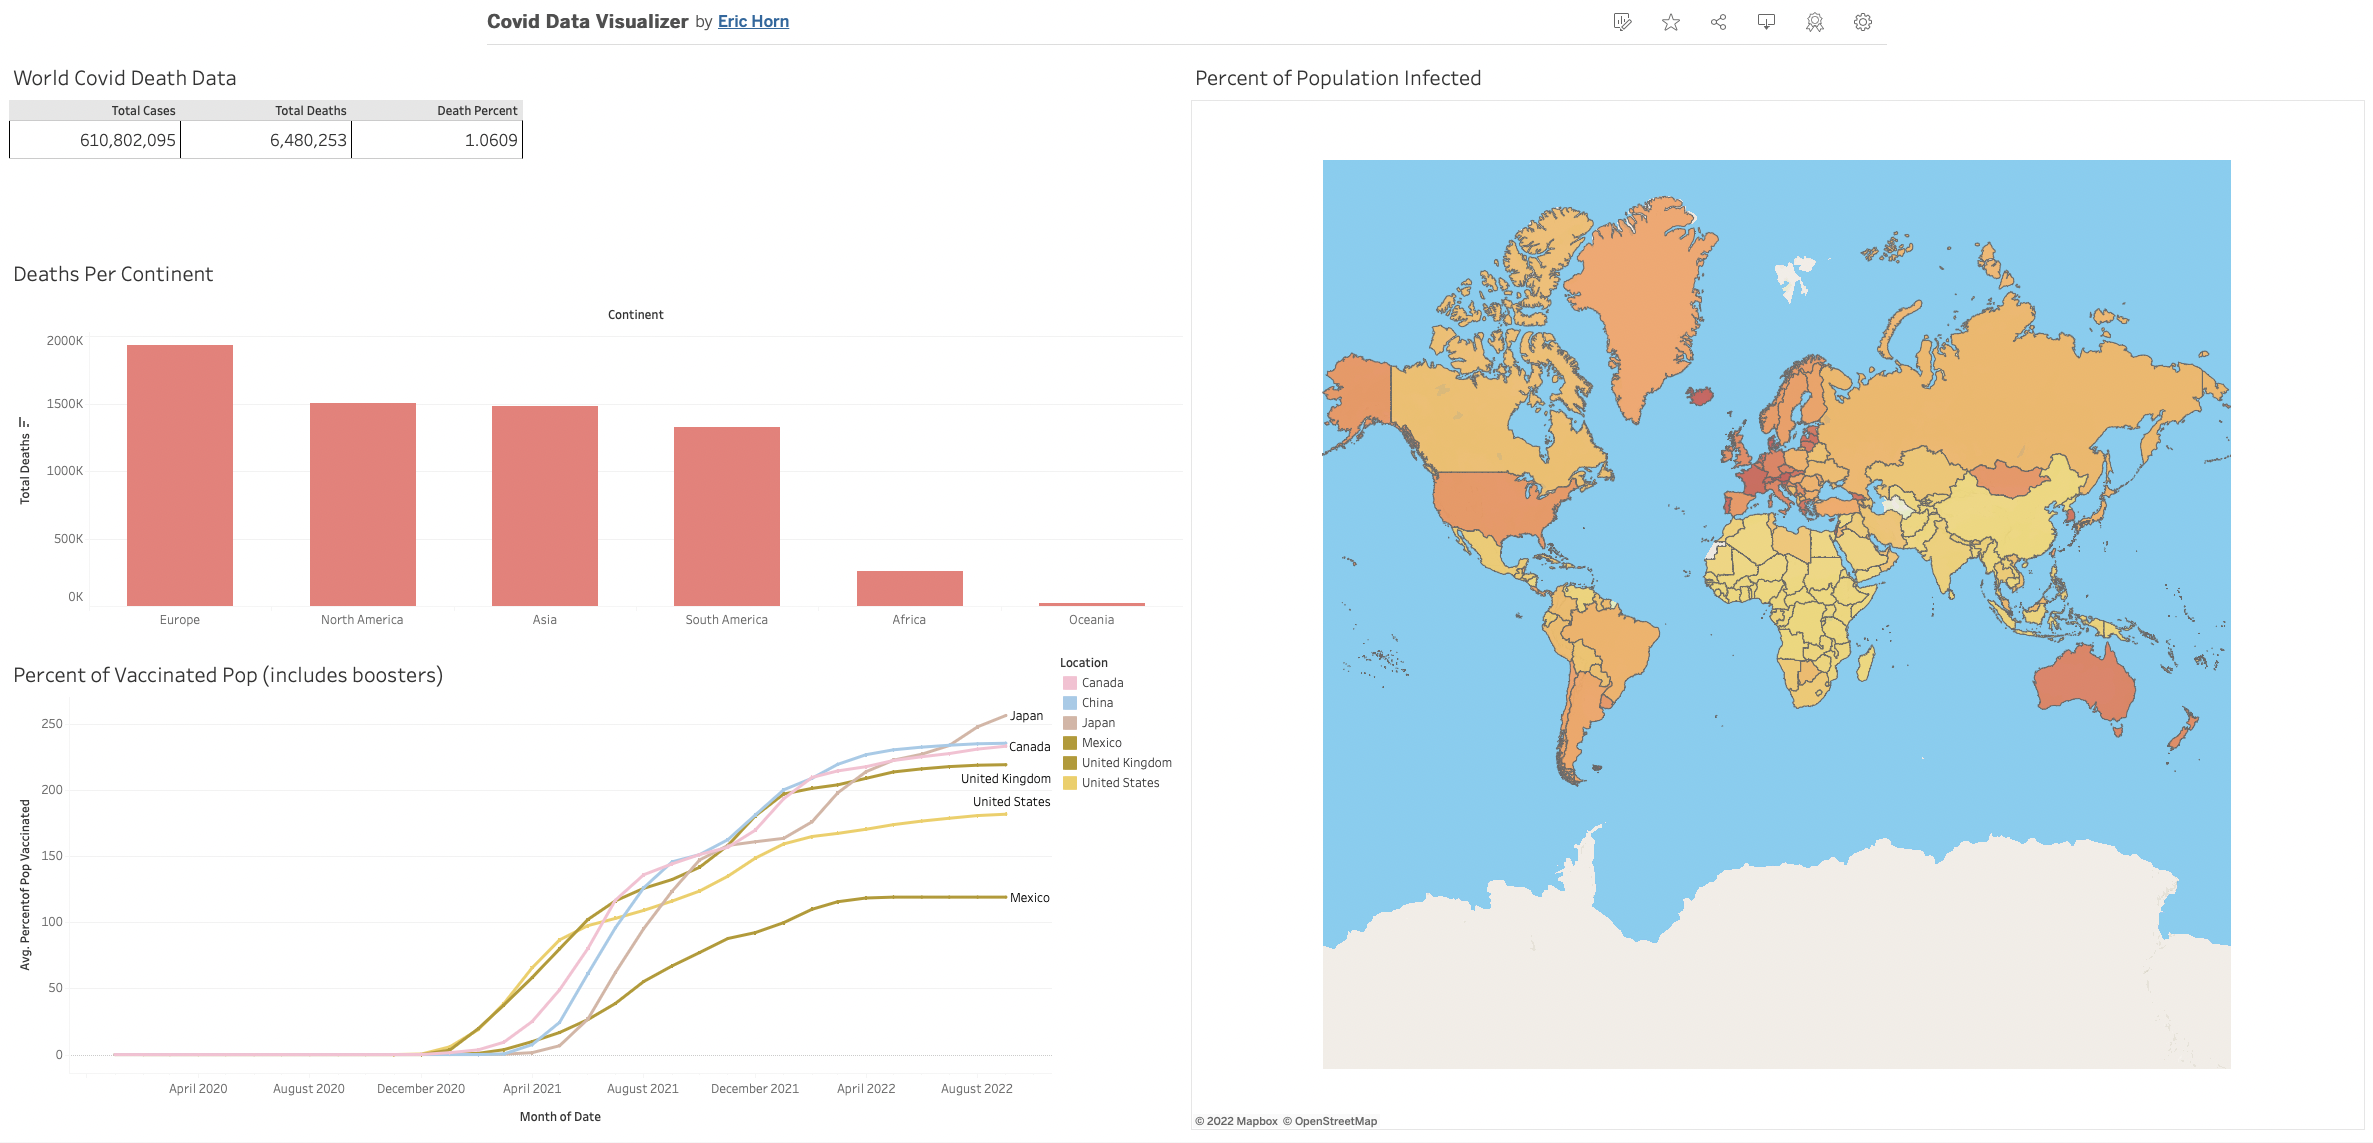 Covid Data Visualizer by Eric Horn
World Covid Death Data
Total Cases Total Deaths Death Percent
610,802,095 6,480,253 1.0609
Deaths Per Continent
Continent
2000K
1500K
1000K
500K
0K
Total Deaths
Europe North America Asia South America Africa Oceania
Percent of Vaccinated Pop (includes boosters)
250
200
150
100
50
0
Avg. Percentof Pop Vaccinated
Japan
Canada
United Kingdom
United States
Mexico
April 2020 August 2020 December 2020 April 2021 August 2021 December 2021 April 2022 August 2022
Month of Date
Location
Canada
China
Japan
Mexico
United Kingdom
United States
Percent of Population Infected
© 2022 Mapbox © OpenStreetMap